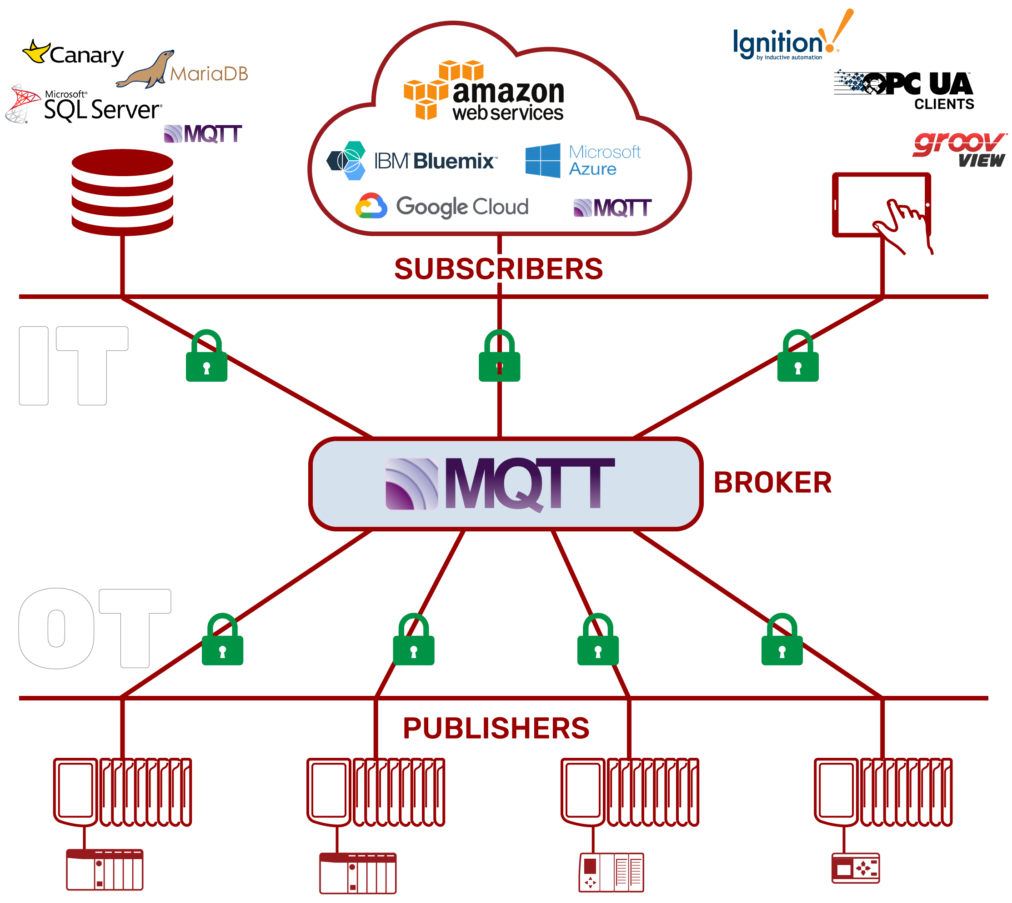 Canary
MariaDB
Microsoft®
SQL Server®
MQTT
amazon
web services
IBM® Bluemix™
Microsoft
Azure
Google Cloud
MQTT
Ignition!
by inductive automation
OPC UA
CLIENTS
groov
VIEW
SUBSCRIBERS
IT
MQTT
BROKER
OT
PUBLISHERS